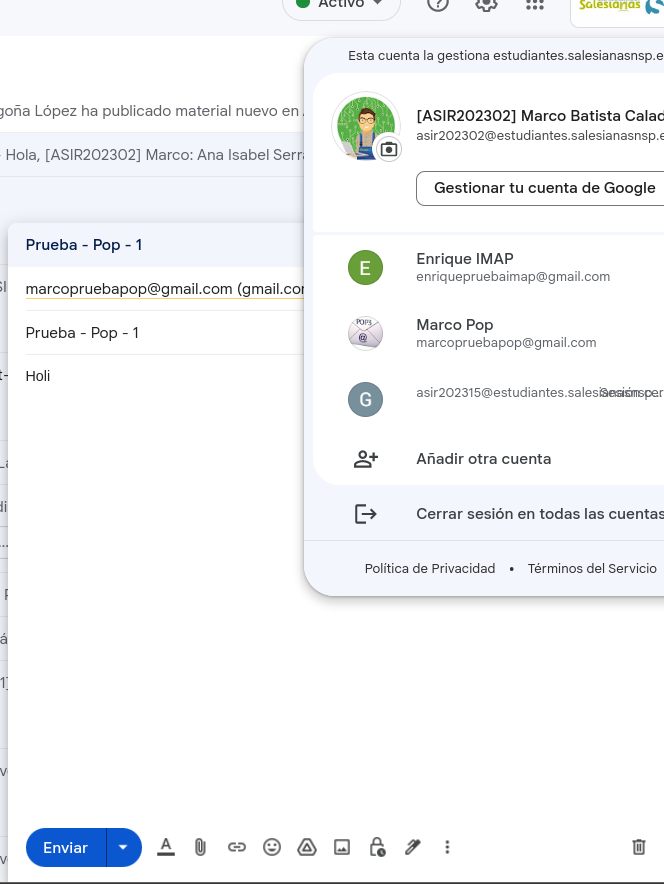 Activo
Salesianas
Esta cuenta la gestiona estudiantes.salesianasnsp.e
goña López ha publicado material nuevo en
[ASIR202302] Marco Batista Calad
asir202302@estudiantes.salesianasnsp.e
Hola, [ASIR202302] Marco: Ana Isabel Serra
Gestionar tu cuenta de Google
Prueba - Pop - 1
E
Enrique IMAP
enriquepruebaimap@gmail.com
marcopruebapop@gmail.com (gmail.com
POP3
@
Marco Pop
marcopruebapop@gmail.com
Prueba - Pop - 1
Holi
G
asir202315@estudiantes.salesianasnsp.
Añadir otra cuenta
Cerrar sesión en todas las cuentas
Política de Privacidad • Términos del Servicio
Enviar